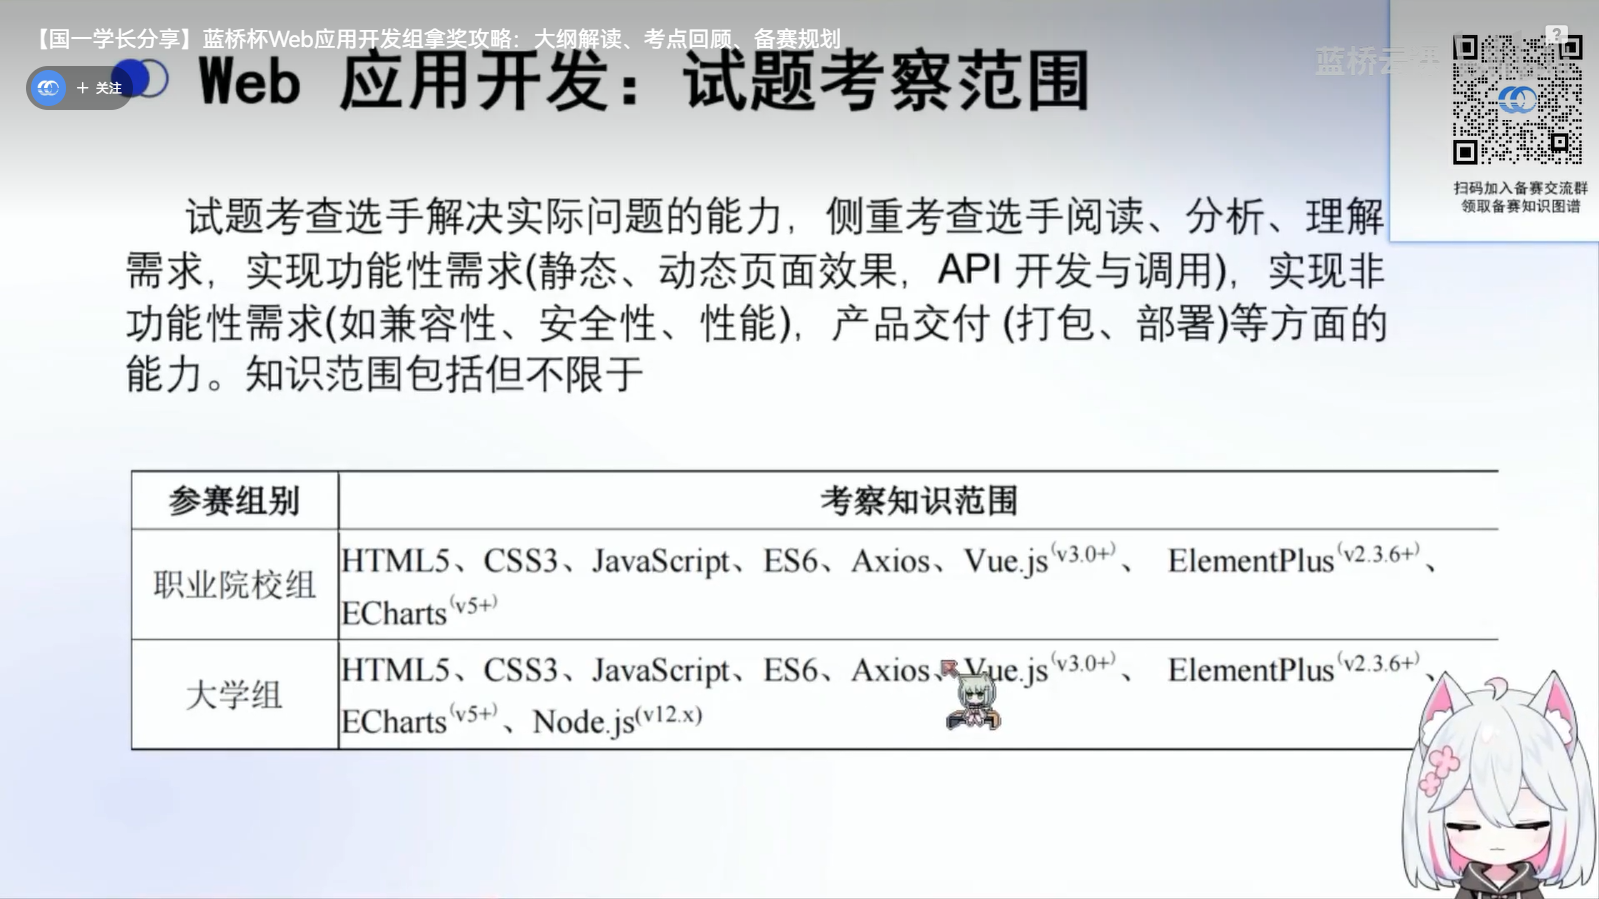 【国一学长分享】蓝桥杯Web应用开发组拿奖攻略：大纲解读、考点回顾、备赛规划
+ 关注
Web 应用开发：试题考察范围
蓝桥云
扫码加入备赛交流群
领取备赛知识图谱
试题考查选手解决实际问题的能力，侧重考查选手阅读、分析、理解
需求，实现功能性需求(静态、动态页面效果，API 开发与调用)，实现非
功能性需求(如兼容性、安全性、性能)，产品交付 (打包、部署)等方面的
能力。知识范围包括但不限于
参赛组别 考察知识范围
职业院校组 HTML5、CSS3、JavaScript、ES6、Axios、Vue.js(v3.0+)、 ElementPlus(v2.3.6+)、
ECharts(v5+)
大学组 HTML5、CSS3、JavaScript、ES6、Axios、Vue.js(v3.0+)、 ElementPlus(v2.3.6+)、
ECharts(v5+)、Node.js(v12.x)